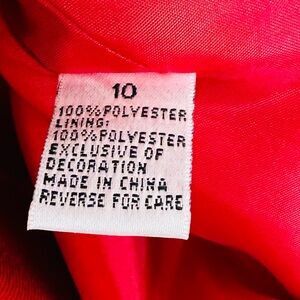 10
100% POLYESTER
LINING:
100% POLYESTER
EXCLUSIVE OF
DECORATION
MADE IN CHINA
REVERSE FOR CARE